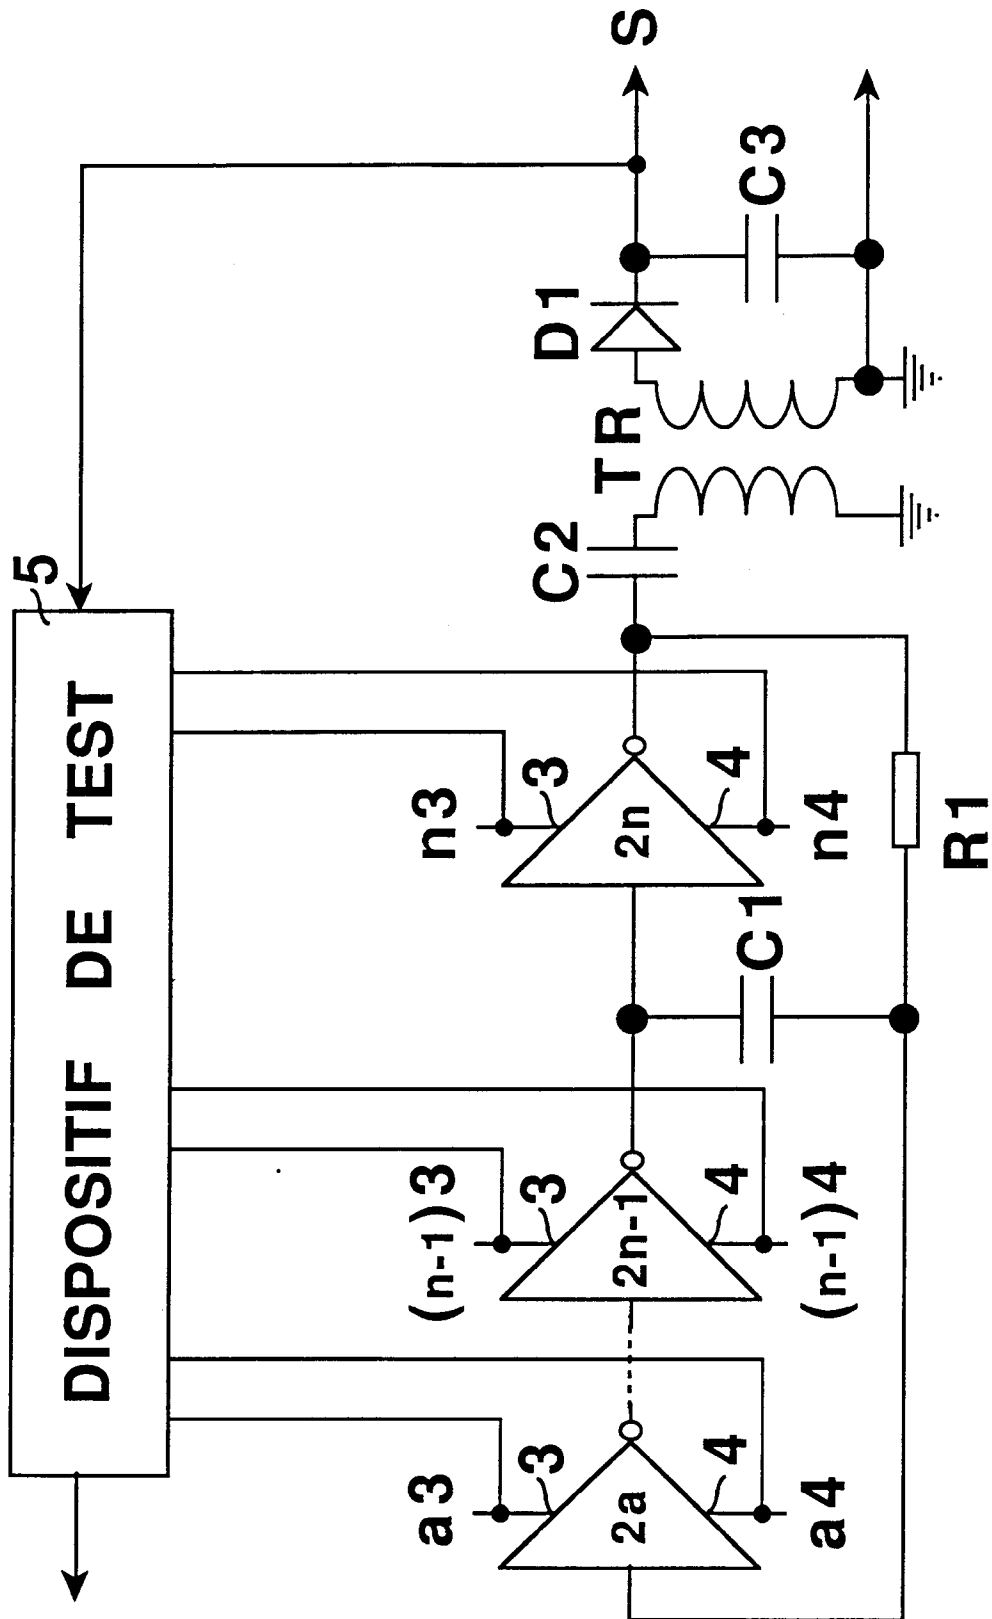 DISPOSITIF DE TEST
5
a3
3
2a
4
a4
(n-1)3
3
2n-1
4
(n-1)4
C1
n3
3
2n
4
n4
R1
C2
TR
D1
C3
S